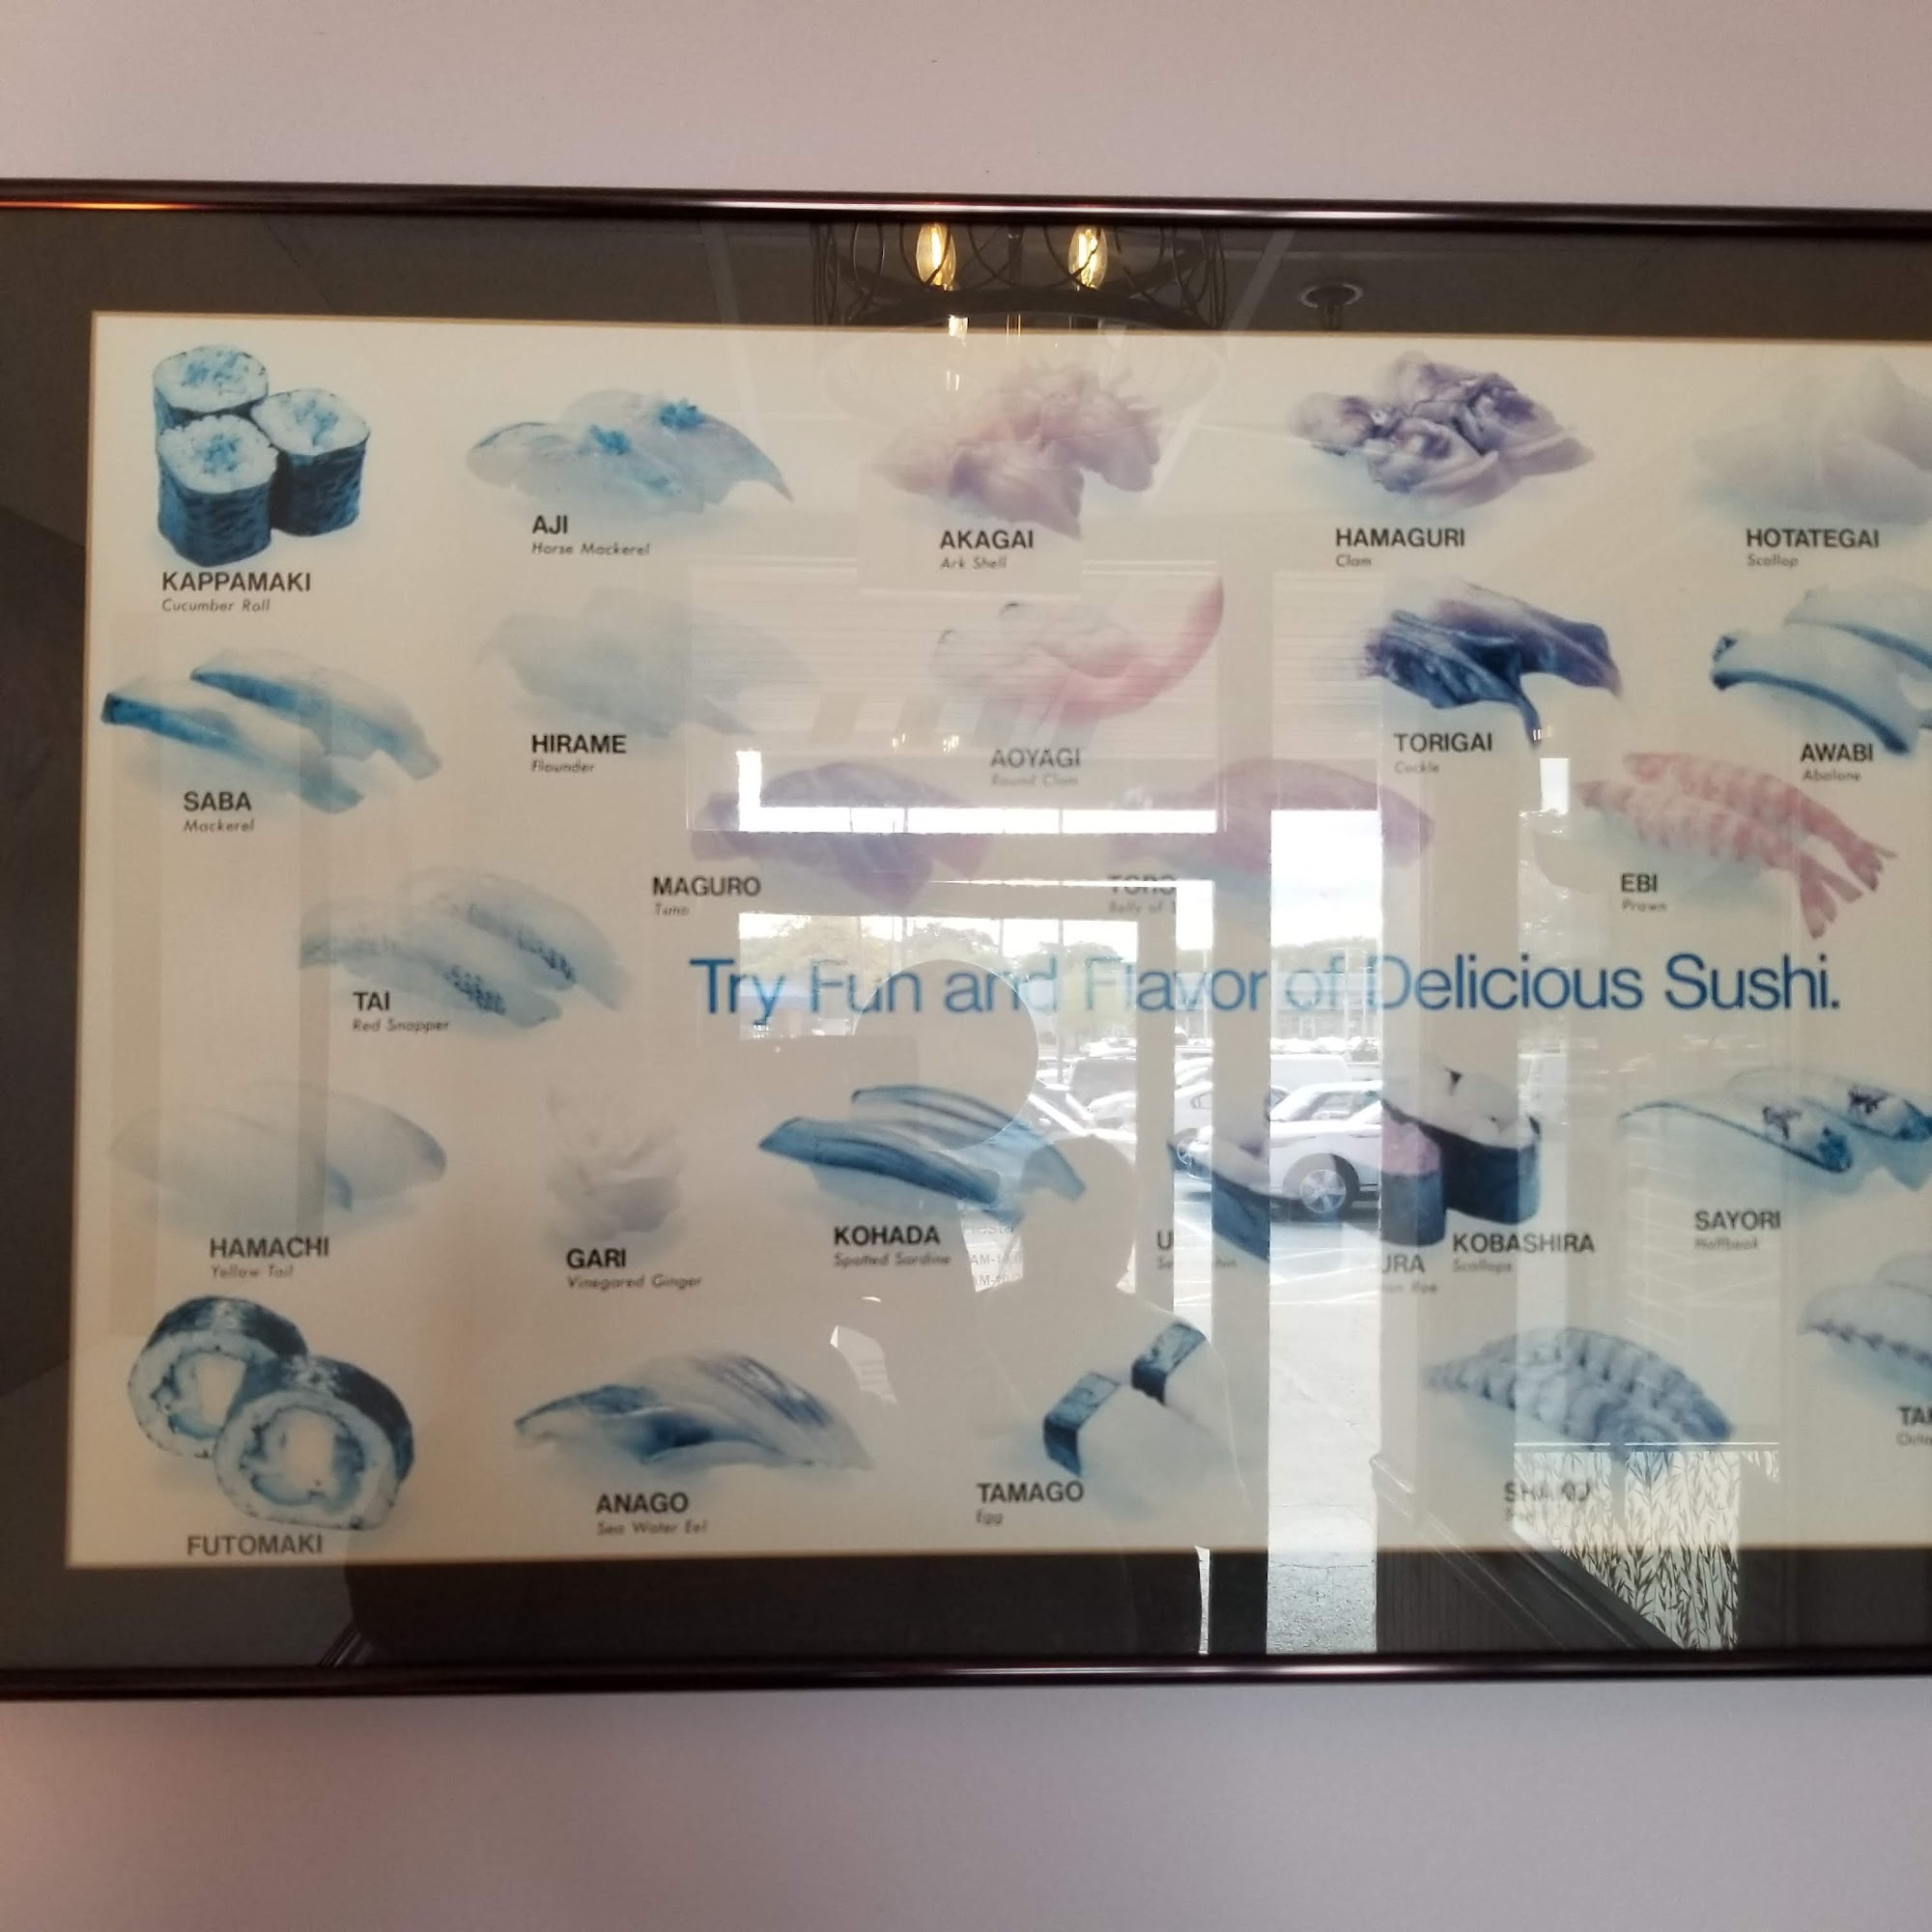 KAPPAMAKI
Cucumber Roll
AJI
Horse Mackerel
AKAGAI
Ark Shell
HAMAGURI
Clam
HOTATEGAI
Scallop
SABA
Mackerel
HIRAME
Flounder
AOYAGI
Round Clam
TORIGAI
Cockle
AWABI
Abalone
MAGURO
Tuna
TORO
Belly of
EBI
Prawn
TAI
Red Snapper
Try Fun and Flavor of Delicious Sushi.
HAMACHI
Yellow Tail
GARI
Vinegared Ginger
KOHADA
Spotted Sardine
KOBASHIRA
Scallops
SAYORI
Halfbeak
FUTOMAKI
ANAGO
Sea Water Eel
TAMAGO
Egg